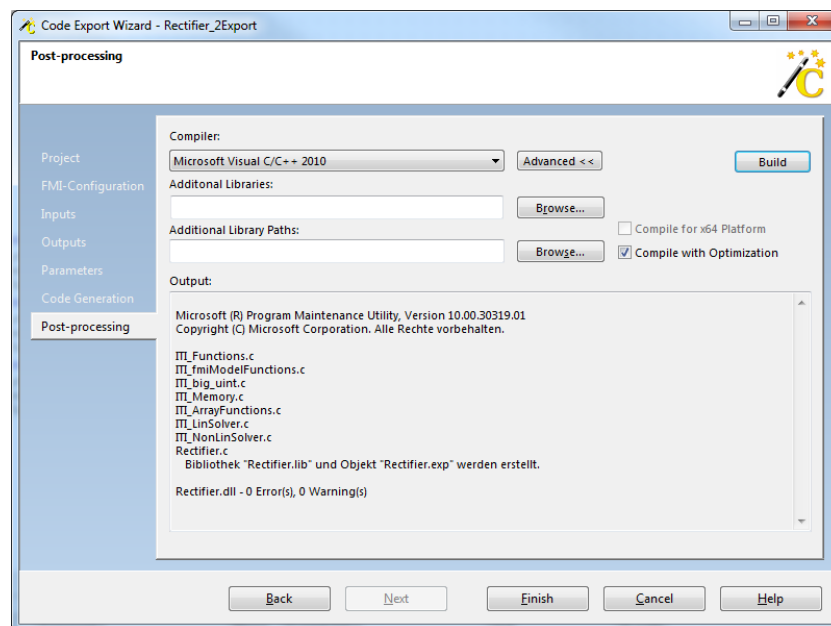 Code Export Wizard - Rectifier_2Export
Post-processing
Project
FMI-Configuration
Inputs
Outputs
Parameters
Code Generation
Post-processing
Compiler:
Microsoft Visual C/C++ 2010
Advanced <<
Build
Additonal Libraries:
Browse...
Additional Library Paths:
Browse...
Compile for x64 Platform
Compile with Optimization
Output:
Microsoft (R) Program Maintenance Utility, Version 10.00.30319.01
Copyright (C) Microsoft Corporation. Alle Rechte vorbehalten.
ITI_Functions.c
ITI_fmiModelFunctions.c
ITI_big_uint.c
ITI_Memory.c
ITI_ArrayFunctions.c
ITI_LinSolver.c
ITI_NonLinSolver.c
Rectifier.c
Bibliothek "Rectifier.lib" und Objekt "Rectifier.exp" werden erstellt.
Rectifier.dll - 0 Error(s), 0 Warning(s)
Back
Next
Finish
Cancel
Help